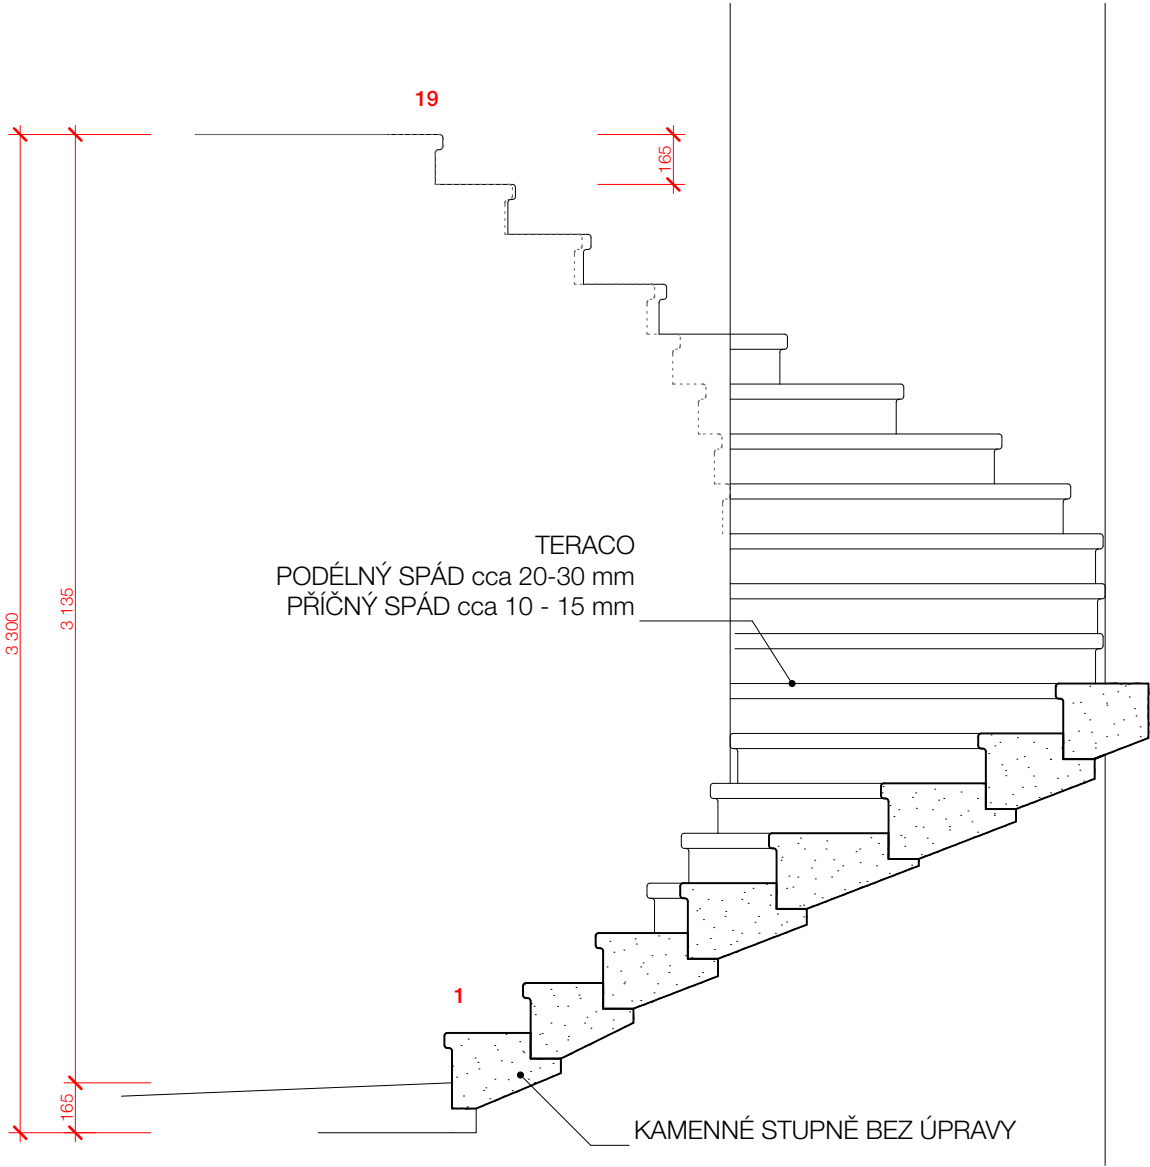 19
165
TERACO
PODÉLNÝ SPÁD cca 20-30 mm
PŘÍČNÝ SPÁD cca 10 - 15 mm
3 300
3 135
1
165
KAMENNÉ STUPNĚ BEZ ÚPRAVY